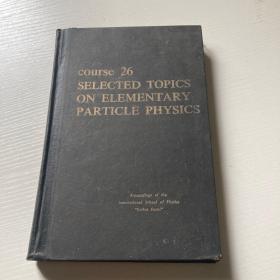 course 26
SELECTED TOPICS
ON ELEMENTARY
PARTICLE PHYSICS
Proceedings of the
International School of Physics
"Enrico Fermi"